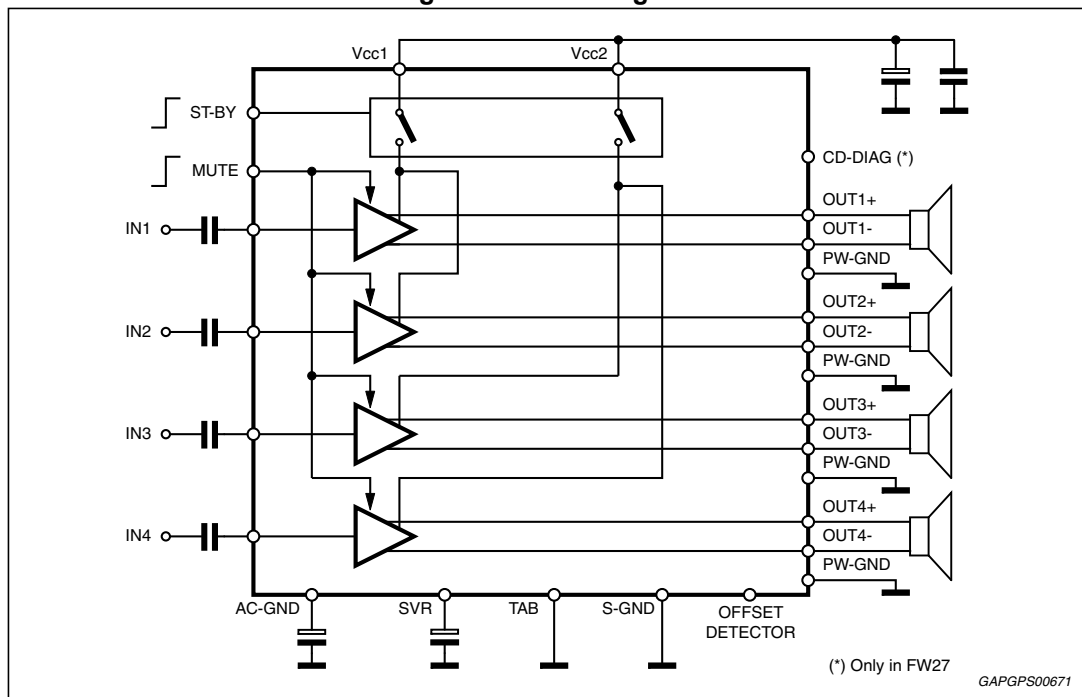 Vcc1
Vcc2
ST-BY
MUTE
CD-DIAG (*)
OUT1+
IN1
OUT1-
PW-GND
OUT2+
IN2
OUT2-
PW-GND
OUT3+
IN3
OUT3-
PW-GND
OUT4+
IN4
OUT4-
PW-GND
AC-GND
SVR
TAB
S-GND
OFFSET
DETECTOR
(*) Only in FW27
GAPGPS00671